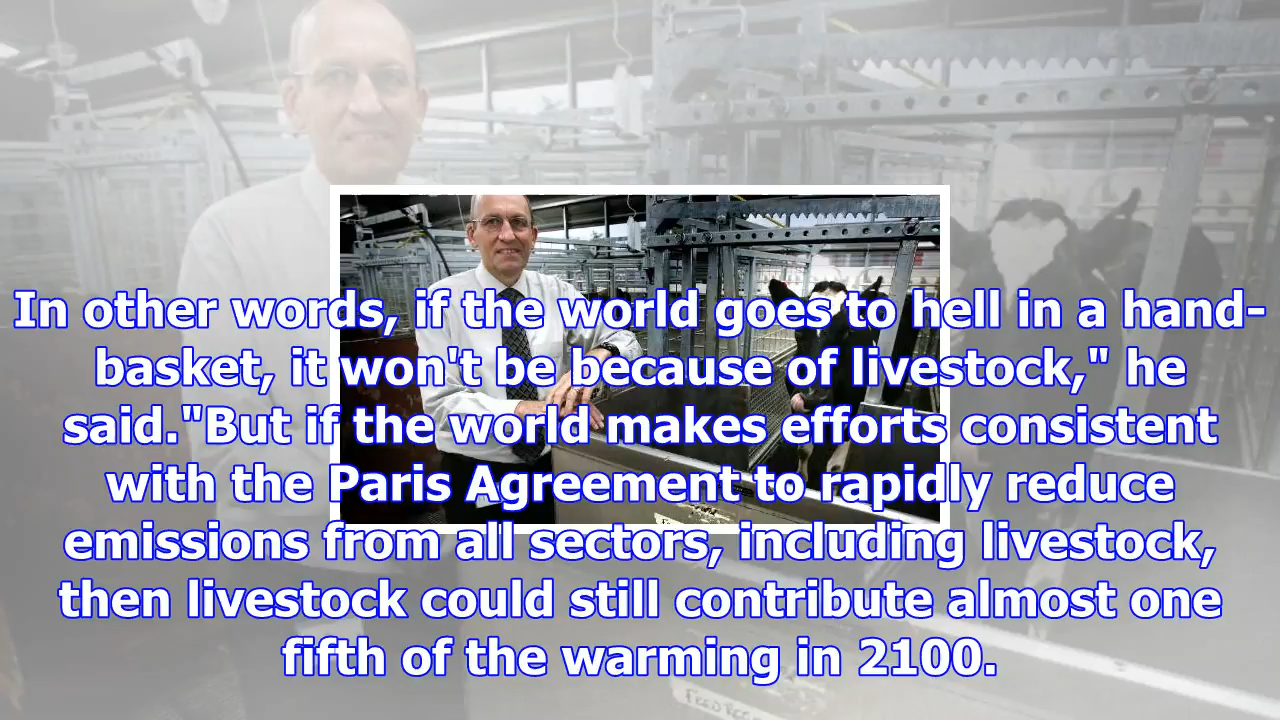 In other words, if the world goes to hell in a hand-
basket, it won't be because of livestock," he
said."But if the world makes efforts consistent
with the Paris Agreement to rapidly reduce
emissions from all sectors, including livestock,
then livestock could still contribute almost one
fifth of the warming in 2100.